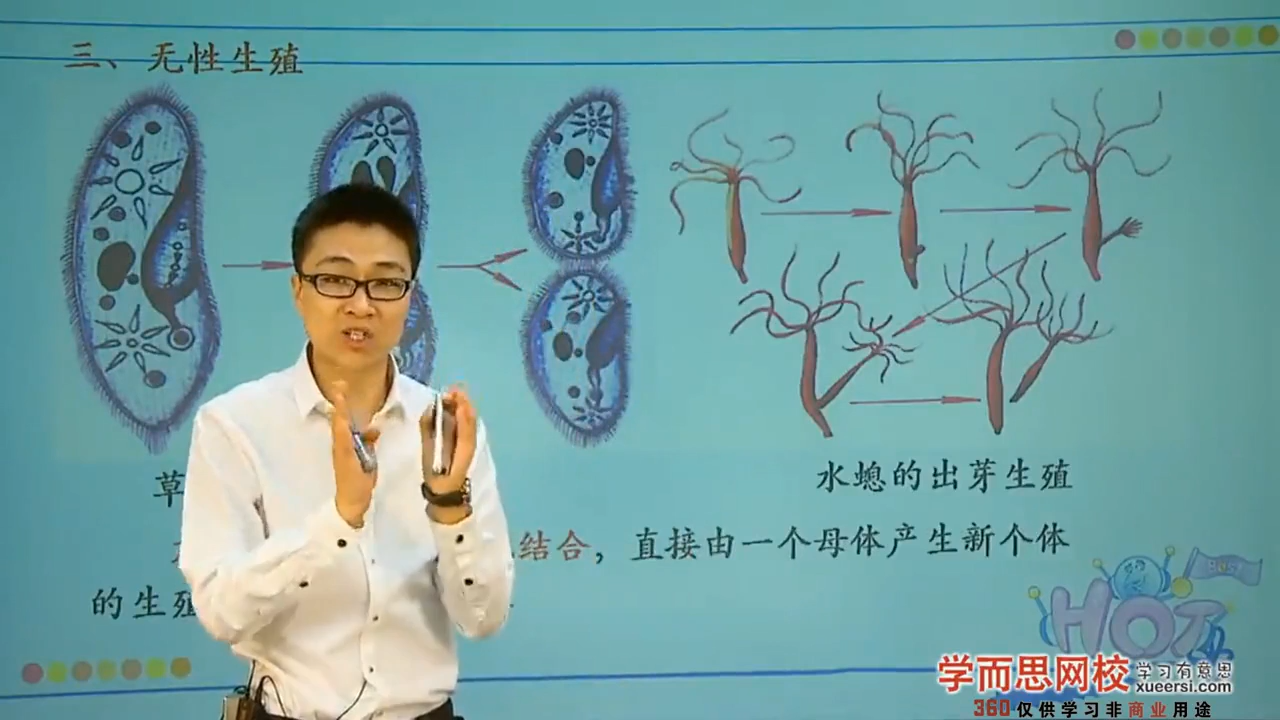 三、无性生殖
草
水螅的出芽生殖
结合，直接由一个母体产生新个体
的生殖
Best
HOT
学而思网校 学习有意思
xueersi.com
360仅供学习非商业用途